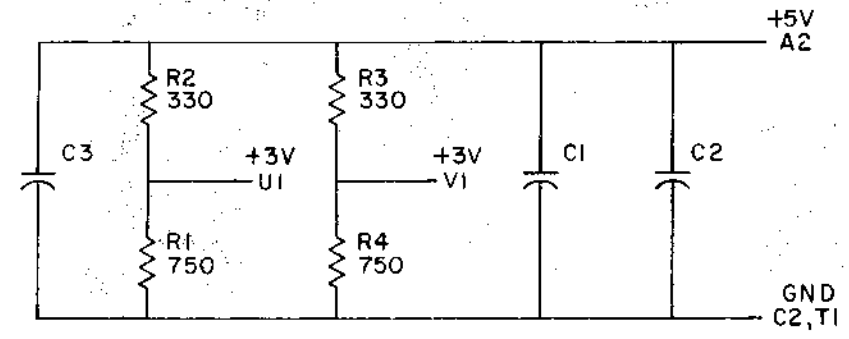 +5V
A2
R2
330
R3
330
C3
+3V
U1
+3V
V1
C1
C2
R1
750
R4
750
GND
C2,T1